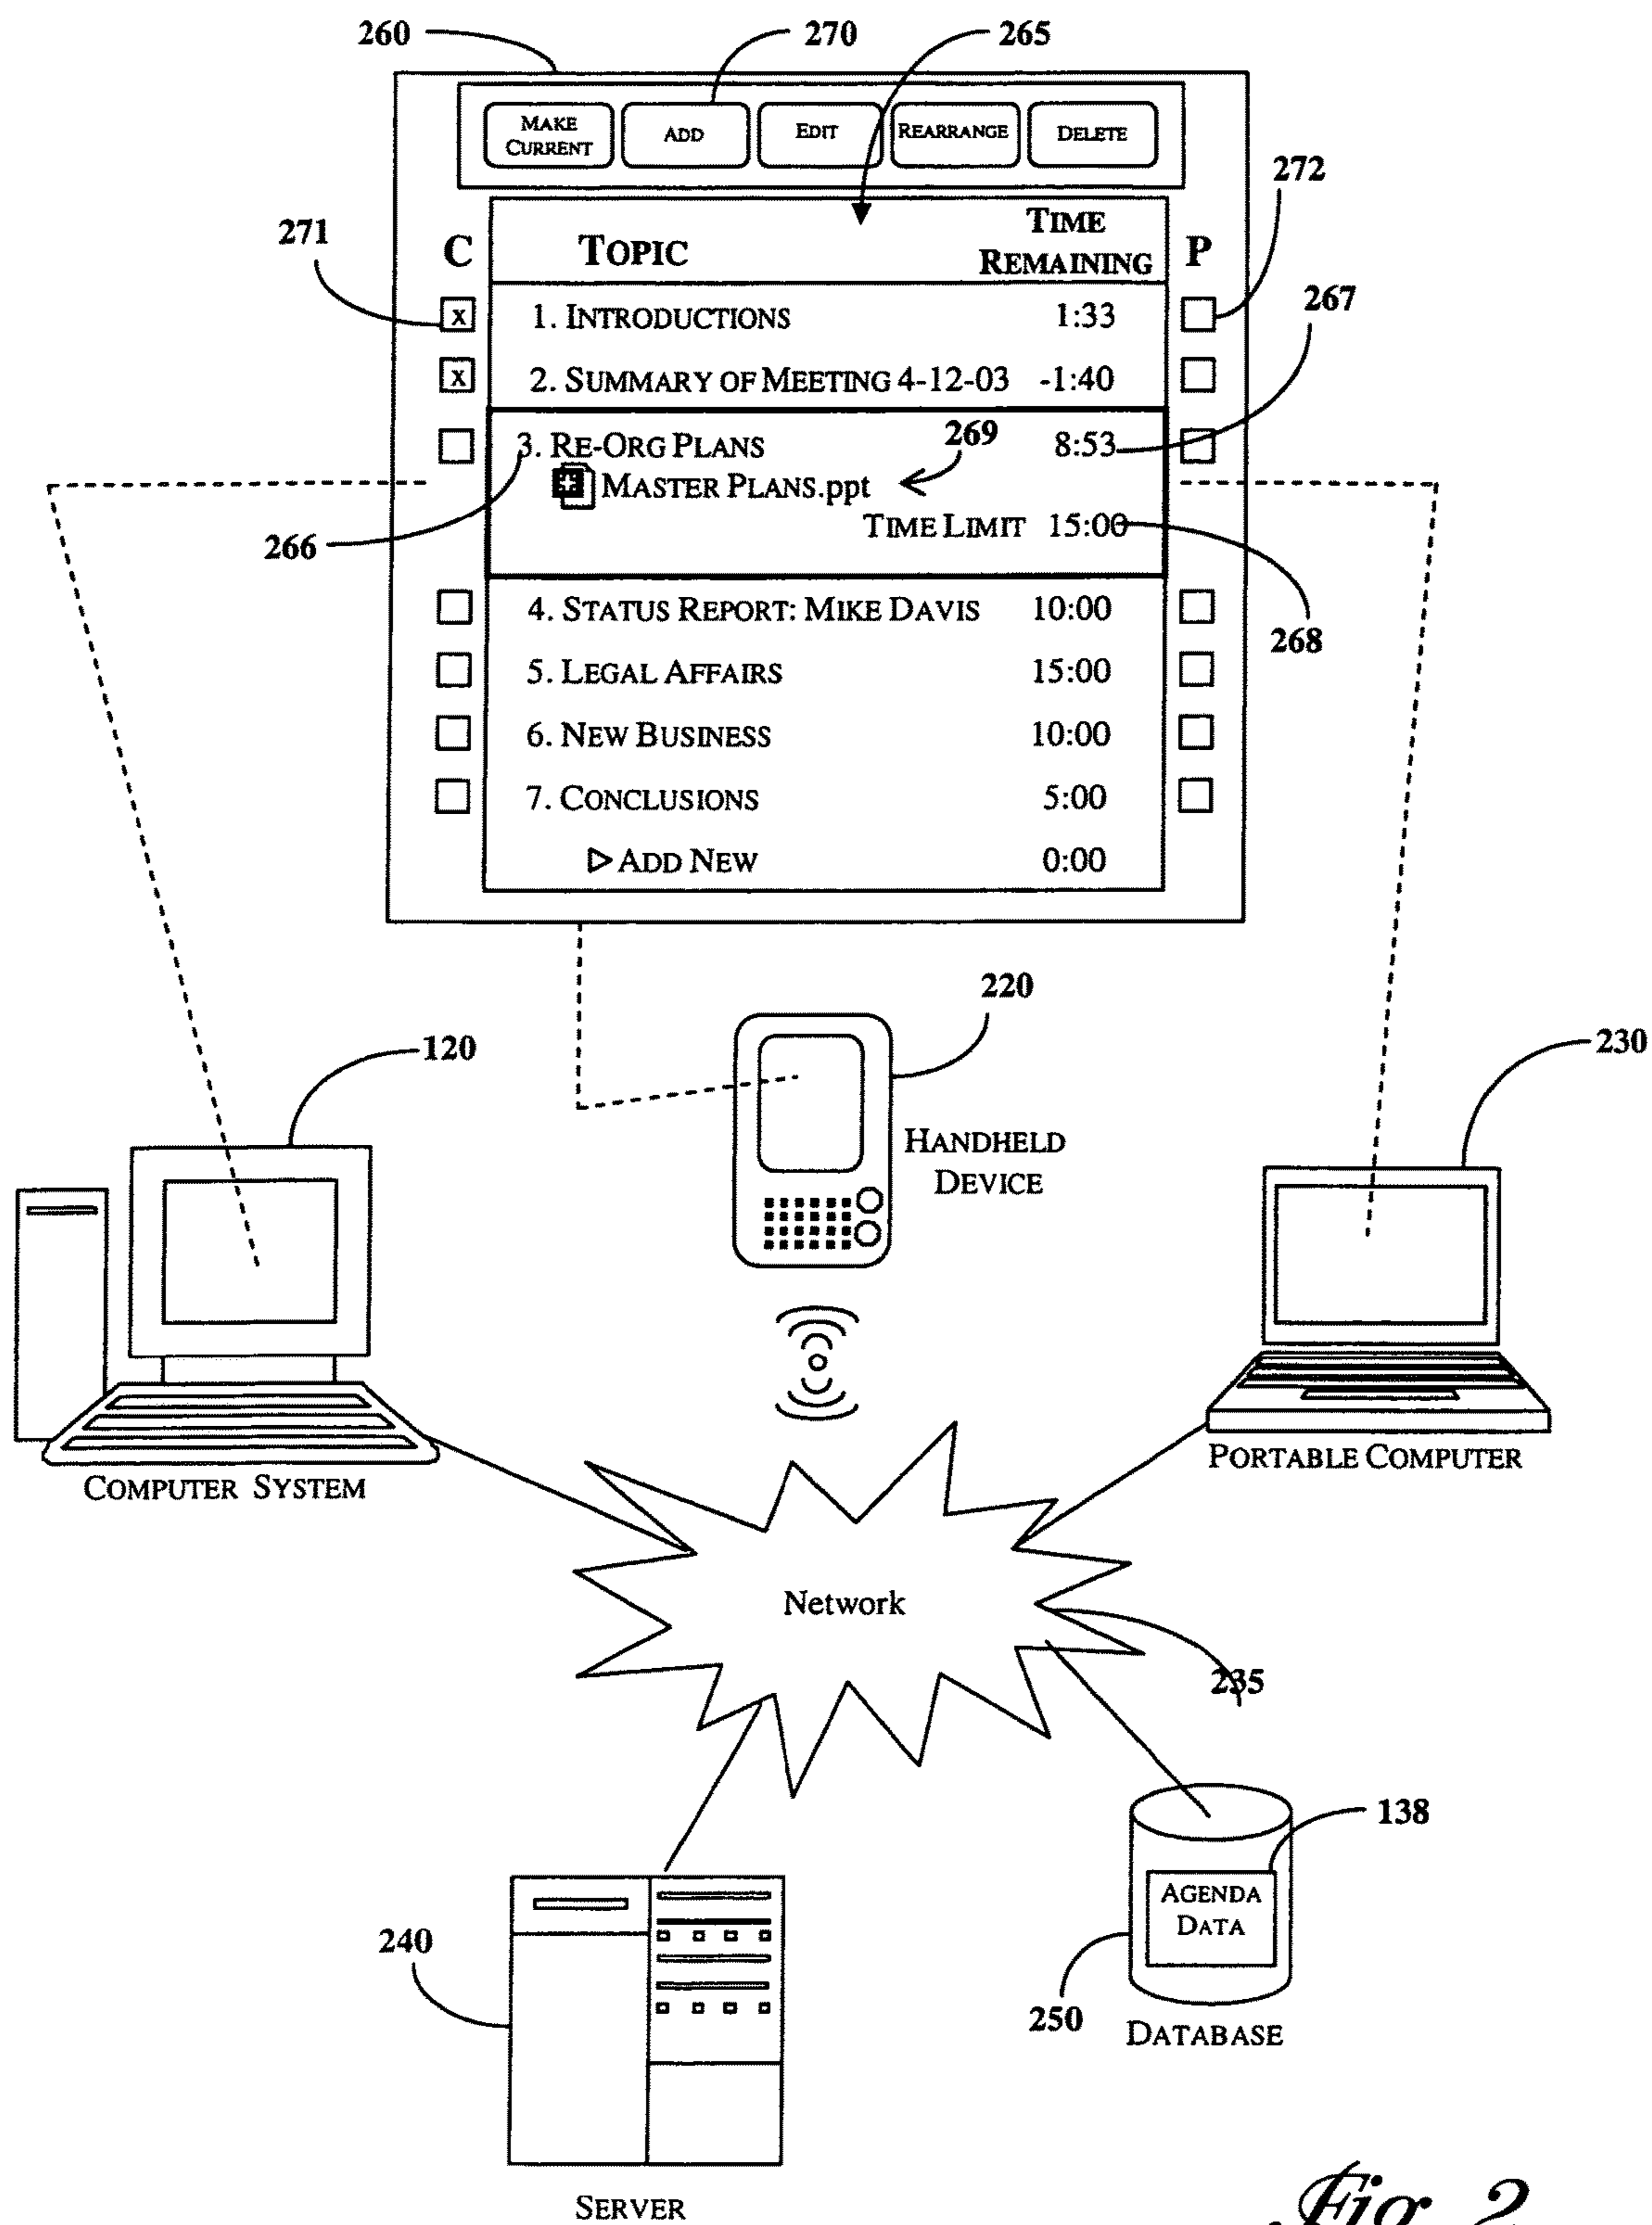 260 270 265
MAKE CURRENT ADD EDIT REARRANGE DELETE
272
271 C TOPIC TIME REMAINING P
267
x 1. INTRODUCTIONS 1:33
x 2. SUMMARY OF MEETING 4-12-03 -1:40
3. RE-ORG PLANS 269 8:53
MASTER PLANS.ppt
266 TIME LIMIT 15:00
4. STATUS REPORT: MIKE DAVIS 10:00
268
5. LEGAL AFFAIRS 15:00
6. NEW BUSINESS 10:00
7. CONCLUSIONS 5:00
ADD NEW 0:00
220
120 230
HANDHELD
DEVICE
COMPUTER SYSTEM PORTABLE COMPUTER
Network
235
138
AGENDA
DATA
240
250
DATABASE
SERVER
Fig. 2